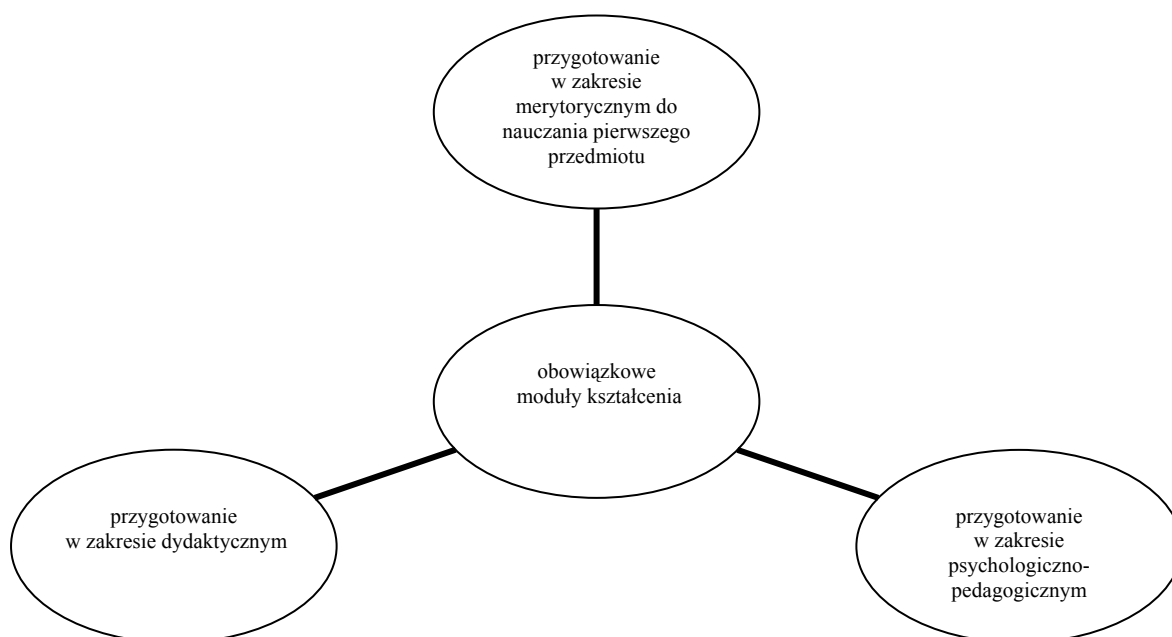 przygotowanie
w zakresie
merytorycznym do
nauczania pierwszego
przedmiotu
obowiązkowe
moduły kształcenia
przygotowanie
w zakresie dydaktycznym
przygotowanie
w zakresie
psychologiczno-
pedagogicznym